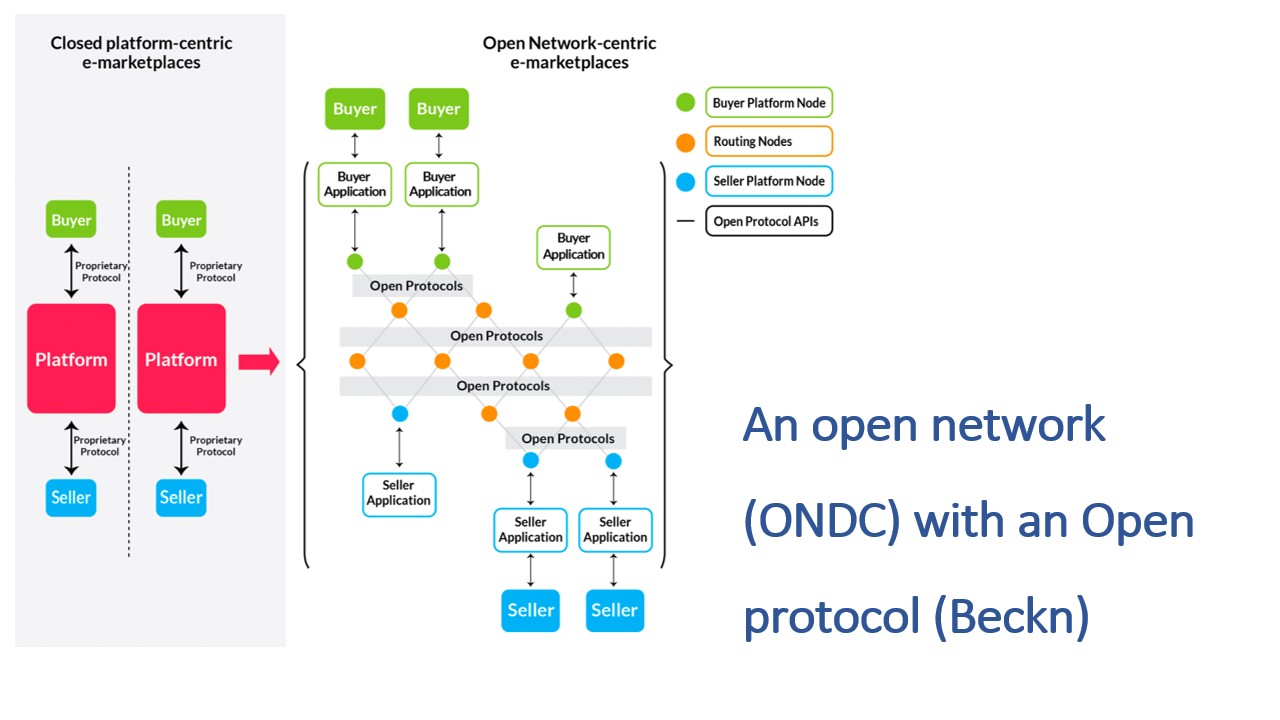 Closed platform-centric
e-marketplaces
Buyer
Buyer
Proprietary
Protocol
Proprietary
Protocol
Platform
Platform
Proprietary
Protocol
Proprietary
Protocol
Seller
Seller
Open Network-centric
e-marketplaces
Buyer
Buyer
Buyer
Application
Buyer
Application
Buyer
Application
Open Protocols
Open Protocols
Open Protocols
Open Protocols
Seller
Application
Seller
Application
Seller
Application
Seller
Seller
Buyer Platform Node
Routing Nodes
Seller Platform Node
Open Protocol APIs
An open network
(ONDC) with an Open
protocol (Beckn)